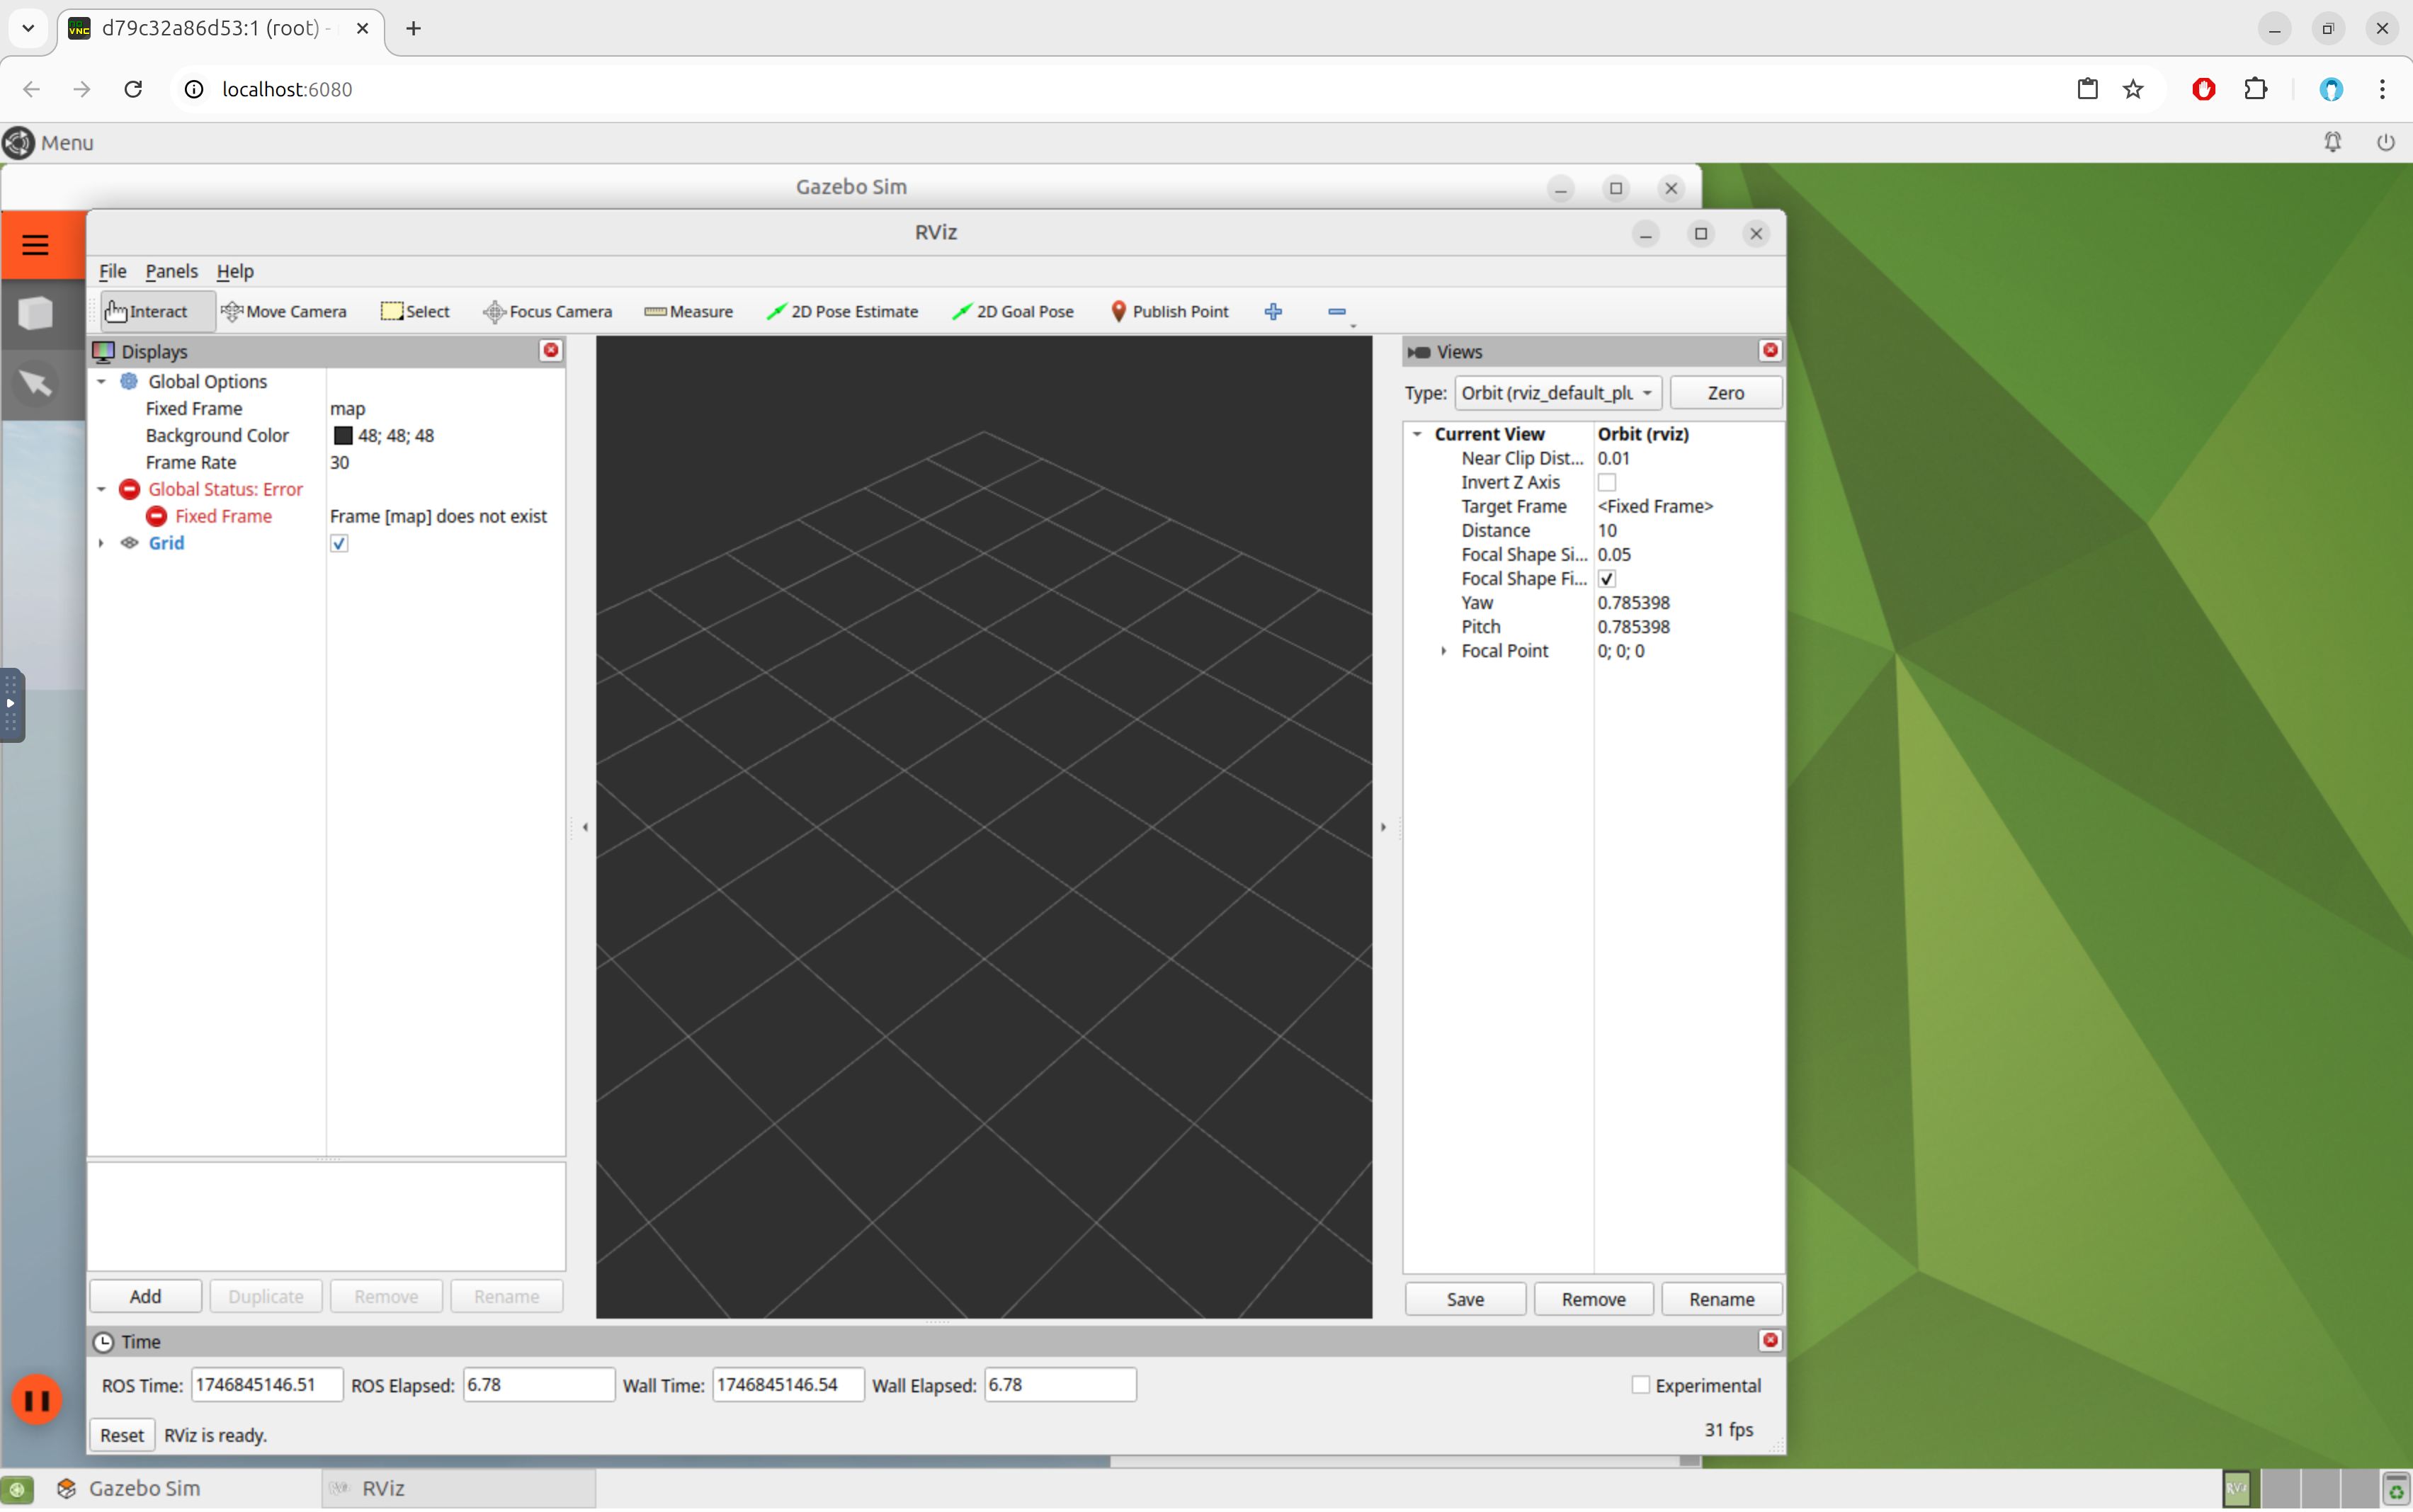 d79c32a86d53:1 (root) -
localhost:6080
Menu
Gazebo Sim
RViz
File Panels Help
Interact Move Camera Select Focus Camera Measure 2D Pose Estimate 2D Goal Pose Publish Point
Displays
Global Options
Fixed Frame map
Background Color 48; 48; 48
Frame Rate 30
Global Status: Error
Fixed Frame Frame [map] does not exist
Grid
Add Duplicate Remove Rename
Views
Type: Orbit (rviz_default_plu Zero
Current View Orbit (rviz)
Near Clip Dist... 0.01
Invert Z Axis
Target Frame <Fixed Frame>
Distance 10
Focal Shape Si... 0.05
Focal Shape Fi...
Yaw 0.785398
Pitch 0.785398
Focal Point 0; 0; 0
Save Remove Rename
Time
ROS Time: 1746845146.51 ROS Elapsed: 6.78 Wall Time: 1746845146.54 Wall Elapsed: 6.78 Experimental
Reset RViz is ready. 31 fps
Gazebo Sim RViz